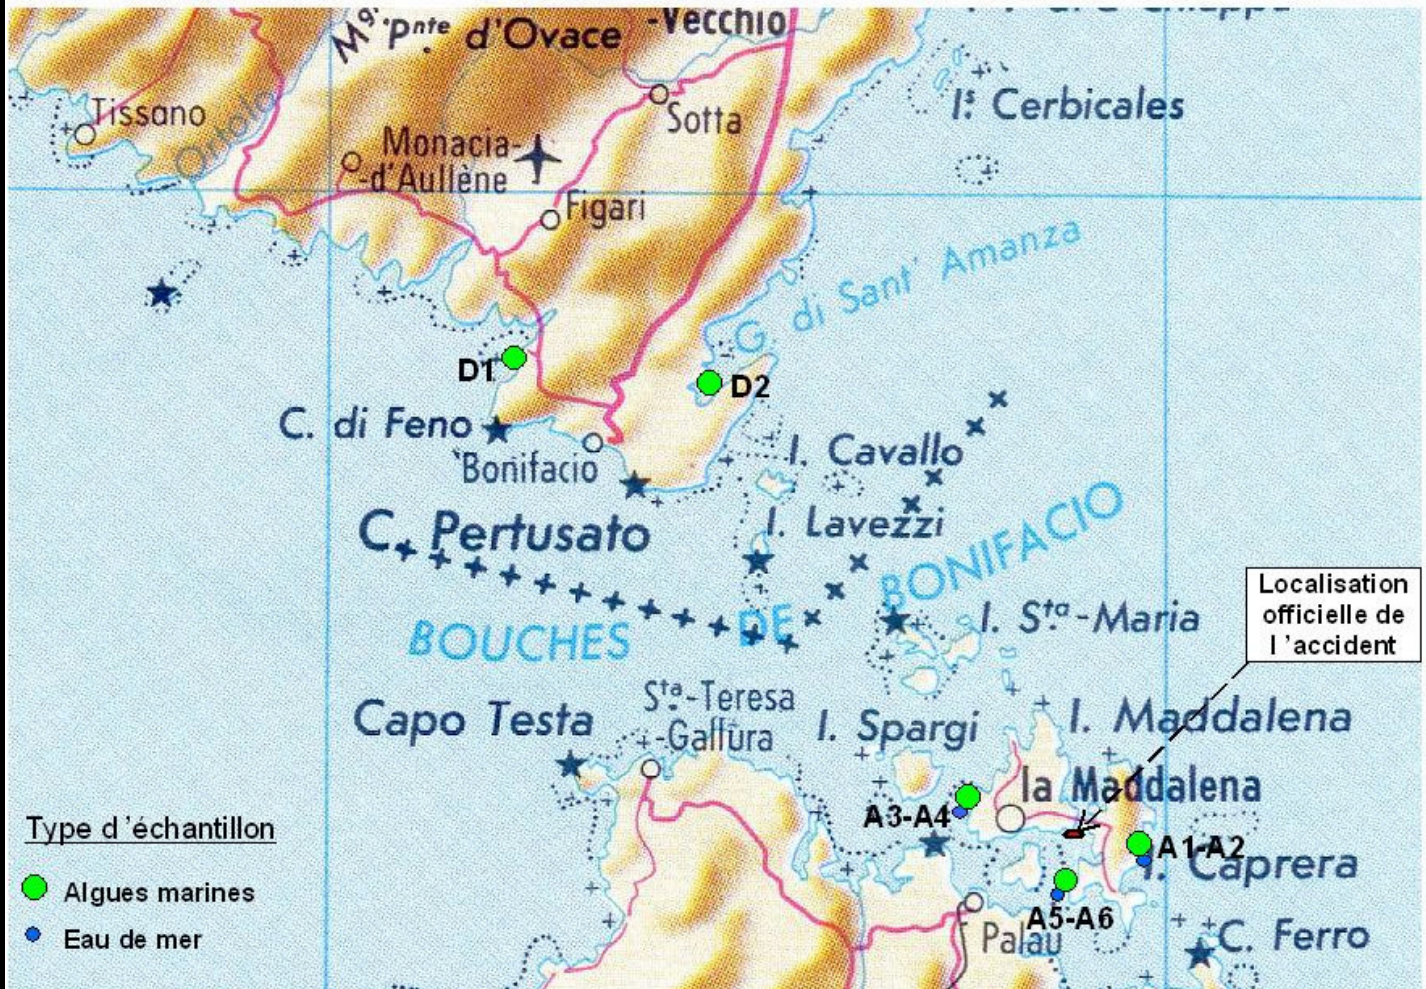 -Vecchio
Pnte d'Ovace
Is Cerbicales
Tissano
Ortolo
Sotta
Monacia-
-d'Aullène
Figari
G. di Sant' Amanza
D1
D2
C. di Feno
Bonifacio
I. Cavallo
C. Pertusato
I. Lavezzi
BOUCHES DE BONIFACIO
Localisation
officielle de
l 'accident
I. Sta-Maria
Capo Testa
Sta-Teresa
-Gallura
I. Spargi
I. Maddalena
la Maddalena
A3-A4
A1-A2
I. Caprera
A5-A6
Palau
C. Ferro
Type d 'échantillon
Algues marines
Eau de mer